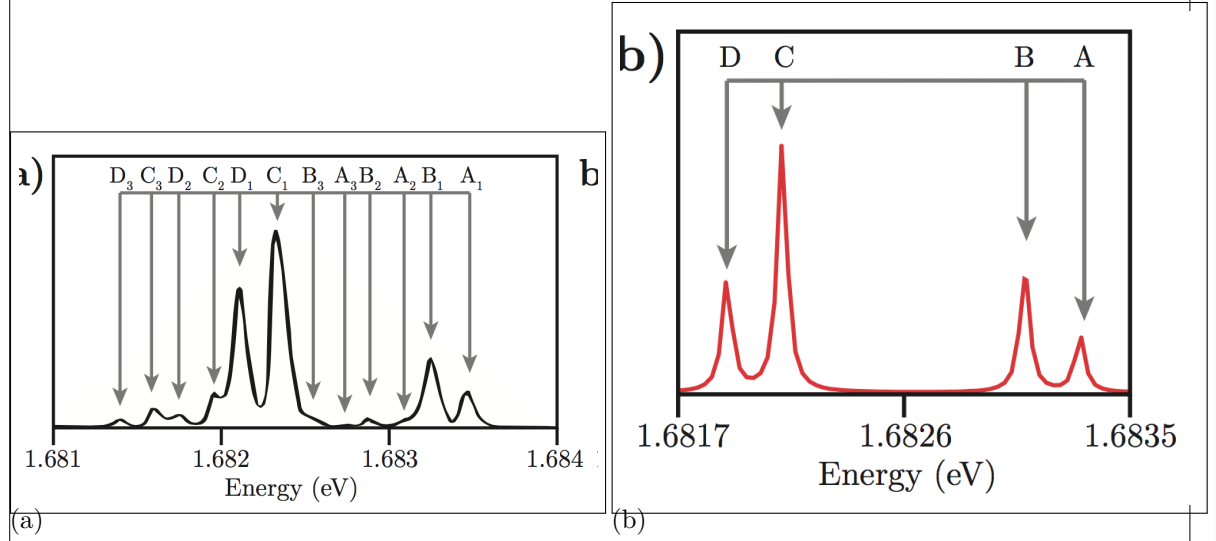 a)
D₃ C₃ D₂ C₂ D₁ C₁ B₃ A₃ B₂ A₂ B₁ A₁
b
1.681 1.682 1.683 1.684
Energy (eV)
(a)
b)
D C B A
1.6817 1.6826 1.6835
Energy (eV)
(b)